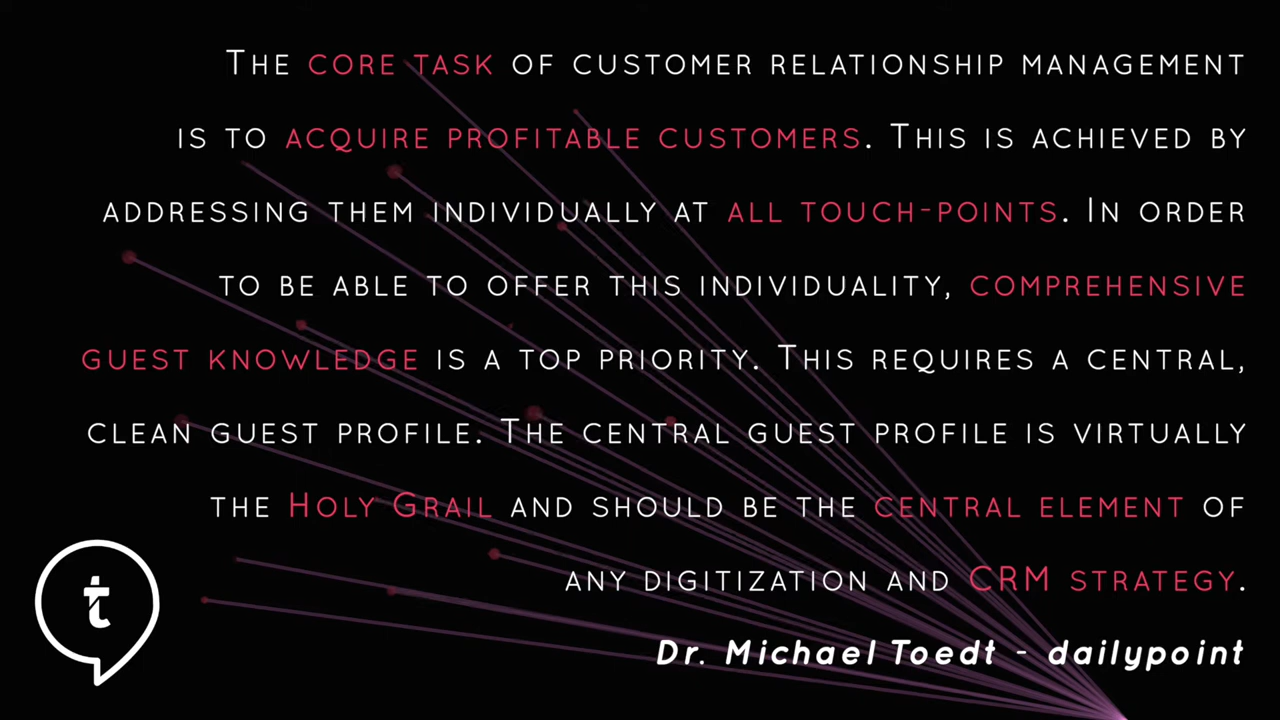 The core task of customer relationship management
is to acquire profitable customers. This is achieved by
addressing them individually at all touch-points. In order
to be able to offer this individuality, comprehensive
guest knowledge is a top priority. This requires a central,
clean guest profile. The central guest profile is virtually
the Holy Grail and should be the central element of
any digitization and CRM strategy.
t
Dr. Michael Toedt - dailypoint